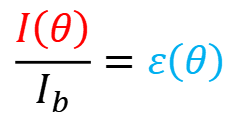 I(θ)/I_b = ε(θ)